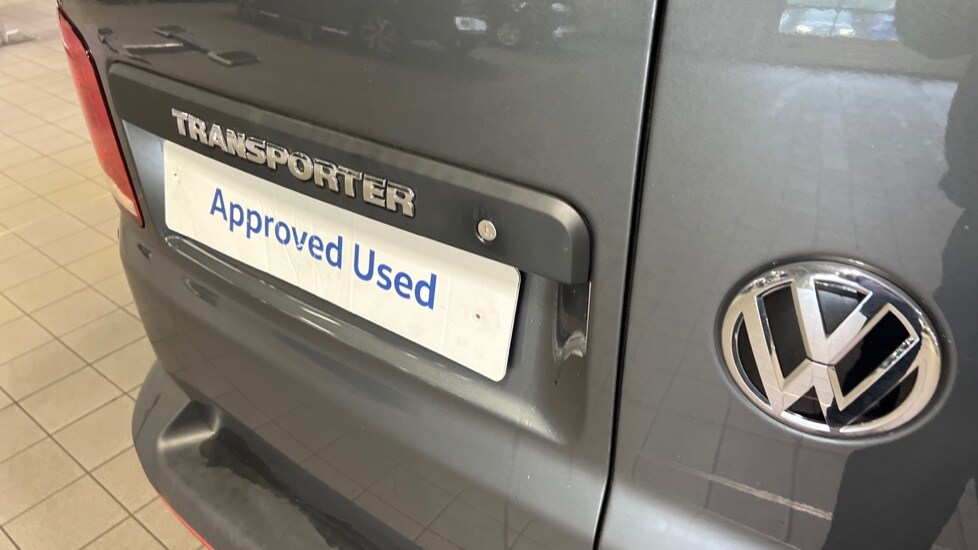 TRANSPORTER
Approved Used